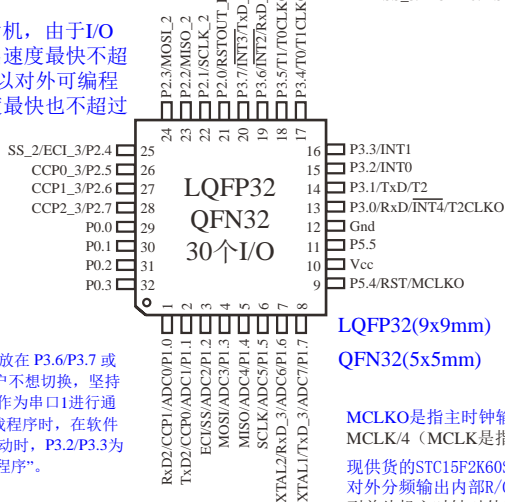 机，由于I/O
速度最快不超
以对外可编程
度最快也不超过
P2.3/MOSI_2
P2.2/MISO_2
P2.1/SCLK_2
P2.0/RSTOUT_
P3.7/INT3/TxD_
P3.6/INT2/RxD_
P3.5/T1/T0CLK
P3.4/T0/T1CLK
24
23
22
21
20
19
18
17
SS_2/ECI_3/P2.4 25
CCP0_3/P2.5 26
CCP1_3/P2.6 27
CCP2_3/P2.7 28
P0.0 29
P0.1 30
P0.2 31
P0.3 32
LQFP32
QFN32
30个I/O
16 P3.3/INT1
15 P3.2/INT0
14 P3.1/TxD/T2
13 P3.0/RxD/INT4/T2CLKO
12 Gnd
11 P5.5
10 Vcc
9 P5.4/RST/MCLKO
1
2
3
4
5
6
7
8
RxD2/CCP1/ADC0/P1.0
TxD2/CCP0/ADC1/P1.1
ECI/SS/ADC2/P1.2
MOSI/ADC3/P1.3
MISO/ADC4/P1.4
SCLK/ADC5/P1.5
XTAL2/RxD_3/ADC6/P1.6
XTAL1/TxD_3/ADC7/P1.7
LQFP32(9x9mm)
QFN32(5x5mm)
放在 P3.6/P3.7 或
户不想切换，坚持
作为串口1进行通
程序时，在软件
动时，P3.2/P3.3为
程序”。
MCLKO是指主时钟输
MCLK/4（MCLK是指
现供货的STC15F2K60S
对外分频输出内部R/C